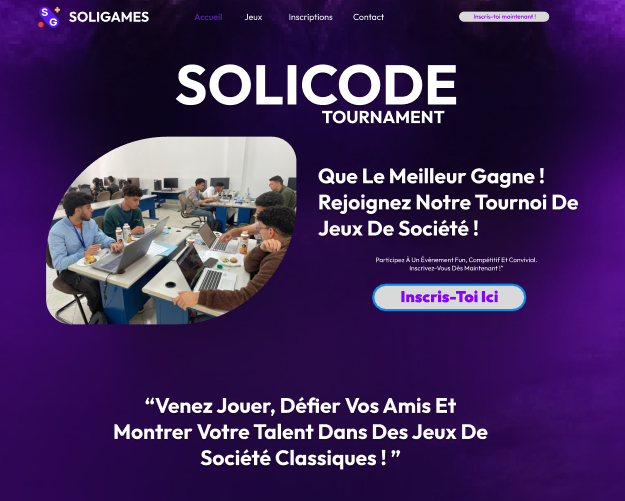 S
G
SOLIGAMES
Accueil
Jeux
Inscriptions
Contact
Inscris-toi maintenant !
SOLICODE
TOURNAMENT
Que Le Meilleur Gagne !
Rejoignez Notre Tournoi De
Jeux De Société !
Participez À Un Événement Fun, Compétitif Et Convivial.
Inscrivez-Vous Dès Maintenant !"
Inscris-Toi Ici
“Venez Jouer, Défier Vos Amis Et
Montrer Votre Talent Dans Des Jeux De
Société Classiques ! ”